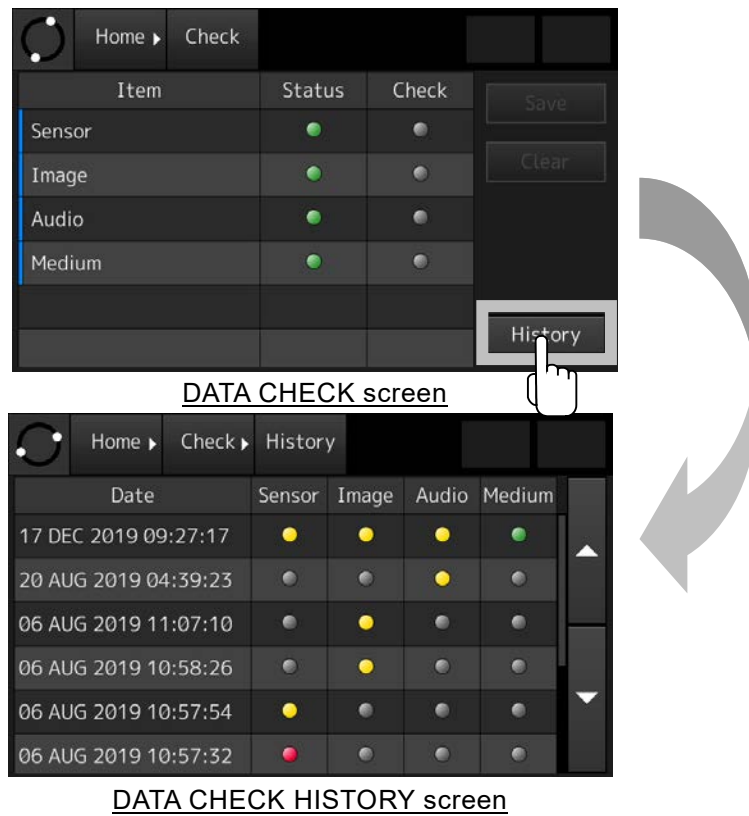 Home Check
Item Status Check
Save
Sensor
Clear
Image
Audio
Medium
History
DATA CHECK screen
Home Check History
Date Sensor Image Audio Medium
17 DEC 2019 09:27:17
20 AUG 2019 04:39:23
06 AUG 2019 11:07:10
06 AUG 2019 10:58:26
06 AUG 2019 10:57:54
06 AUG 2019 10:57:32
DATA CHECK HISTORY screen